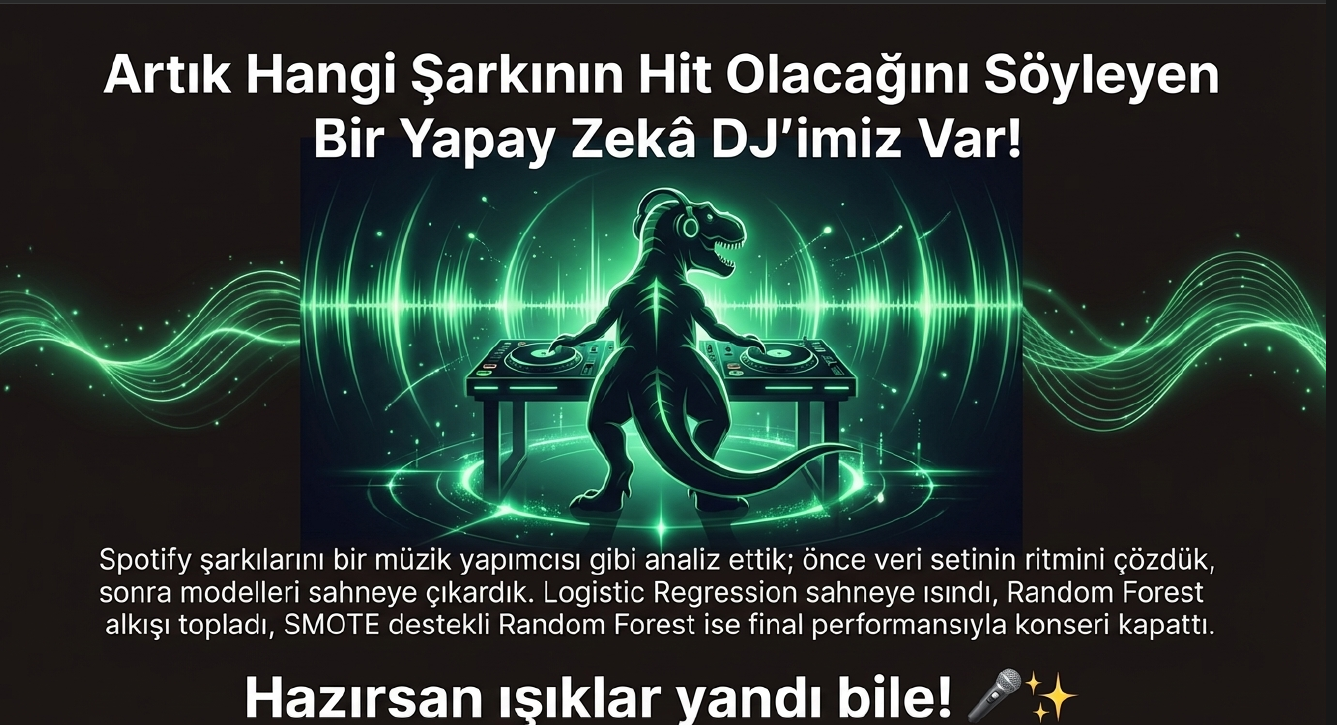 Artık Hangi Şarkının Hit Olacağını Söyleyen
Bir Yapay Zekâ DJ’imiz Var!
Spotify şarkılarını bir müzik yapımcısı gibi analiz ettik; önce veri setinin ritmini çözdük,
sonra modelleri sahneye çıkardık. Logistic Regression sahneye ısındı, Random Forest
alkışı topladı, SMOTE destekli Random Forest ise final performansıyla konseri kapattı.
Hazırsan ışıklar yandı bile! 🎤✨